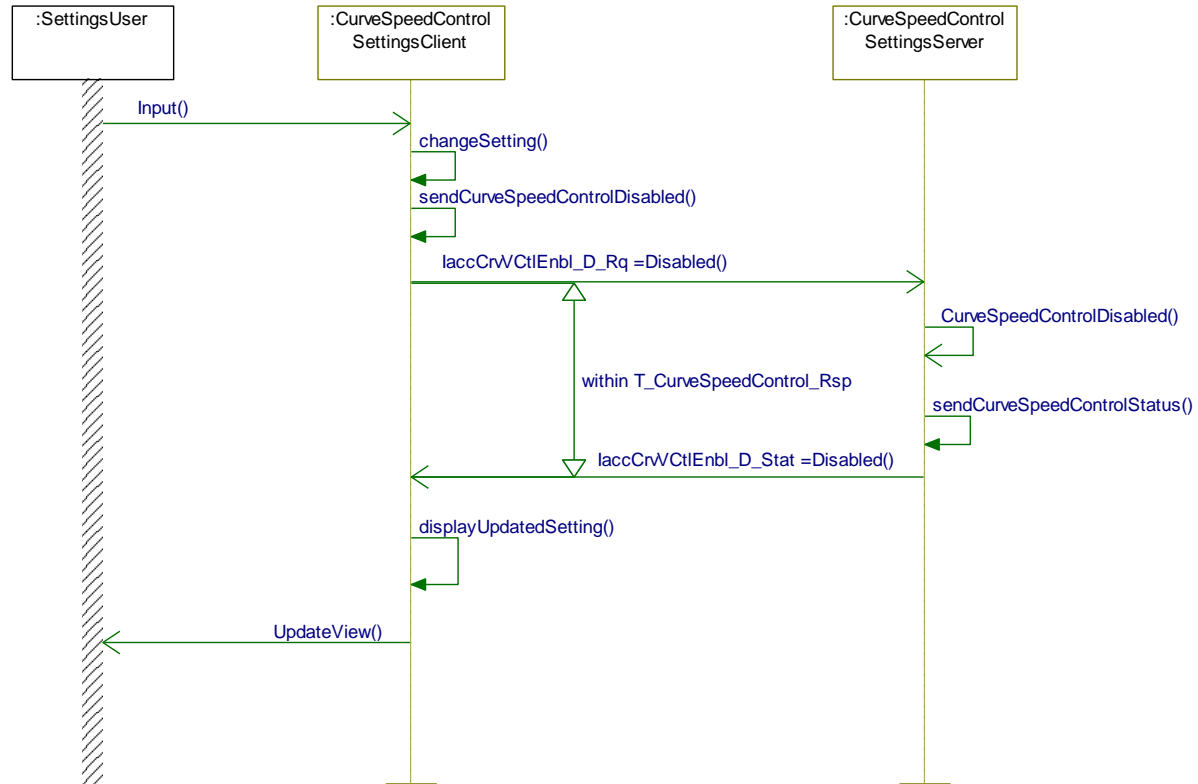 :SettingsUser
:CurveSpeedControl
SettingsClient
:CurveSpeedControl
SettingsServer
Input()
changeSetting()
sendCurveSpeedControlDisabled()
IaccCrvVCtlEnbl_D_Rq =Disabled()
CurveSpeedControlDisabled()
within T_CurveSpeedControl_Rsp
sendCurveSpeedControlStatus()
IaccCrvVCtlEnbl_D_Stat =Disabled()
displayUpdatedSetting()
UpdateView()